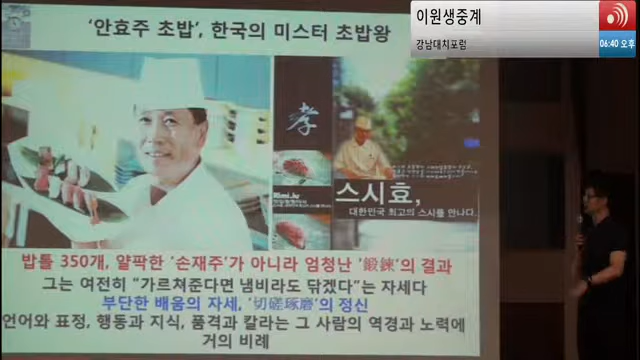 이원생중계
강남대치포럼
06:40 오후
'안효주 초밥', 한국의 미스터 초밥왕
孝
스시효,
대한민국 최고의 스시를 만나다.
밥톨 350개, 얄팍한 '손재주'가 아니라 엄청난 '鍛鍊'의 결과
그는 여전히 "가르쳐준다면 냄비라도 닦겠다"는 자세다
부단한 배움의 자세, '切磋琢磨'의 정신
언어와 표정, 행동과 지식, 품격과 칼라는 그 사람의 역경과 노력에
거의 비례